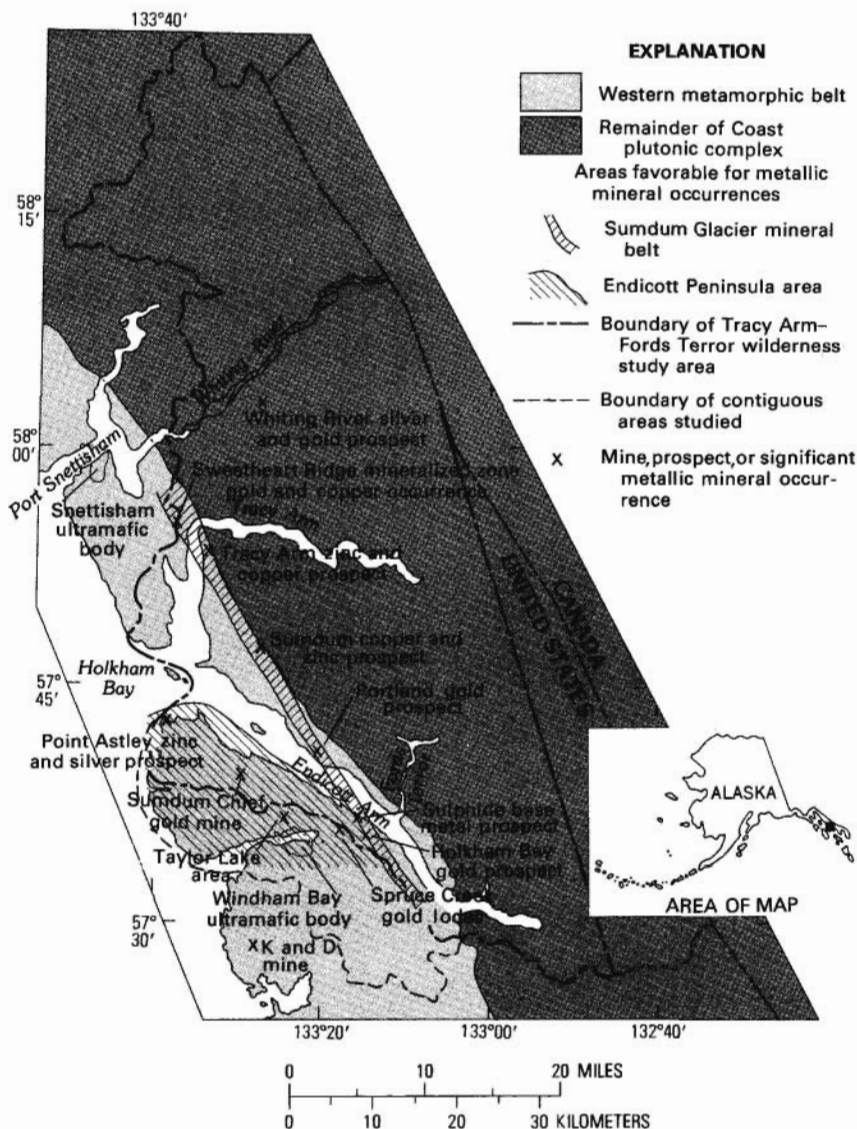 133°40′
EXPLANATION
Western metamorphic belt
Remainder of Coast
plutonic complex
Areas favorable for metallic
mineral occurrences
Sumdum Glacier mineral
belt
Endicott Peninsula area
Boundary of Tracy Arm–
Fords Terror wilderness
study area
Boundary of contiguous
areas studied
x Mine, prospect, or significant
metallic mineral occur-
rence
58°
15′
Whiting River
Whiting River silver
and gold prospect
58°
00′
Port Snettisham
Sweetheart Ridge mineralized zone
gold and copper occurrence
Snettisham
ultramafic
body
Tracy Arm
Tracy Arm zinc and
copper prospect
CANADA
UNITED STATES
Sumdum copper and
zinc prospect
Holkham
Bay
57°
45′
Portland gold
prospect
Point Astley zinc
and silver prospect
Endicott Arm
Sumdum Chief
gold mine
Sulphide base
metal prospect
Taylor Lake
area
Holkham Bay
gold prospect
Windham Bay
ultramafic body
Spruce Creek
gold lodes
57°
30′
x K and D
mine
ALASKA
AREA OF MAP
133°20′
133°00′
132°40′
0 10 20 MILES
0 10 20 30 KILOMETERS